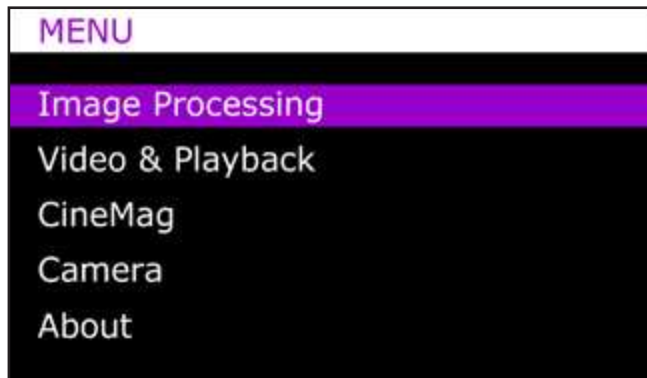 MENU
Image Processing
Video & Playback
CineMag
Camera
About